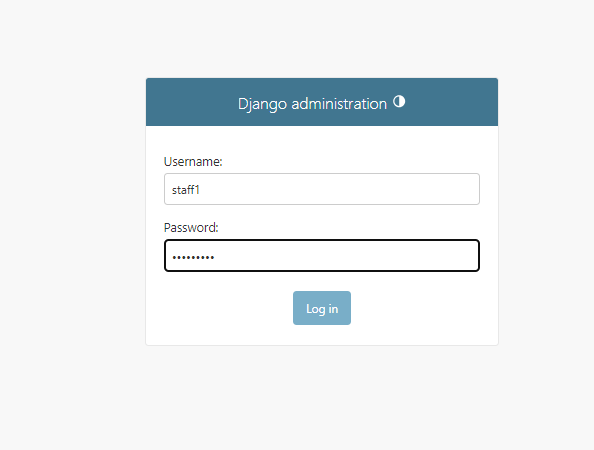 Django administration
Username:
staff1
Password:
•••••••••
Log in